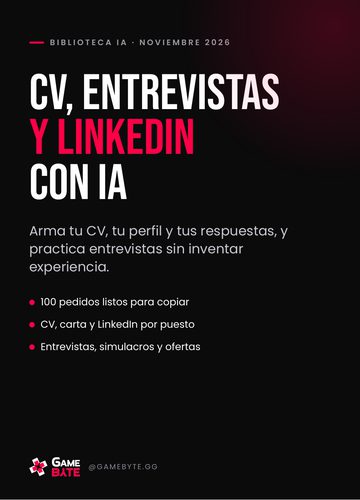 BIBLIOTECA IA · NOVIEMBRE 2026
CV, ENTREVISTAS
Y LINKEDIN
CON IA
Arma tu CV, tu perfil y tus respuestas, y
practica entrevistas sin inventar
experiencia.
100 pedidos listos para copiar
CV, carta y LinkedIn por puesto
Entrevistas, simulacros y ofertas
GAME
BATE
@GAMEBYTE.GG